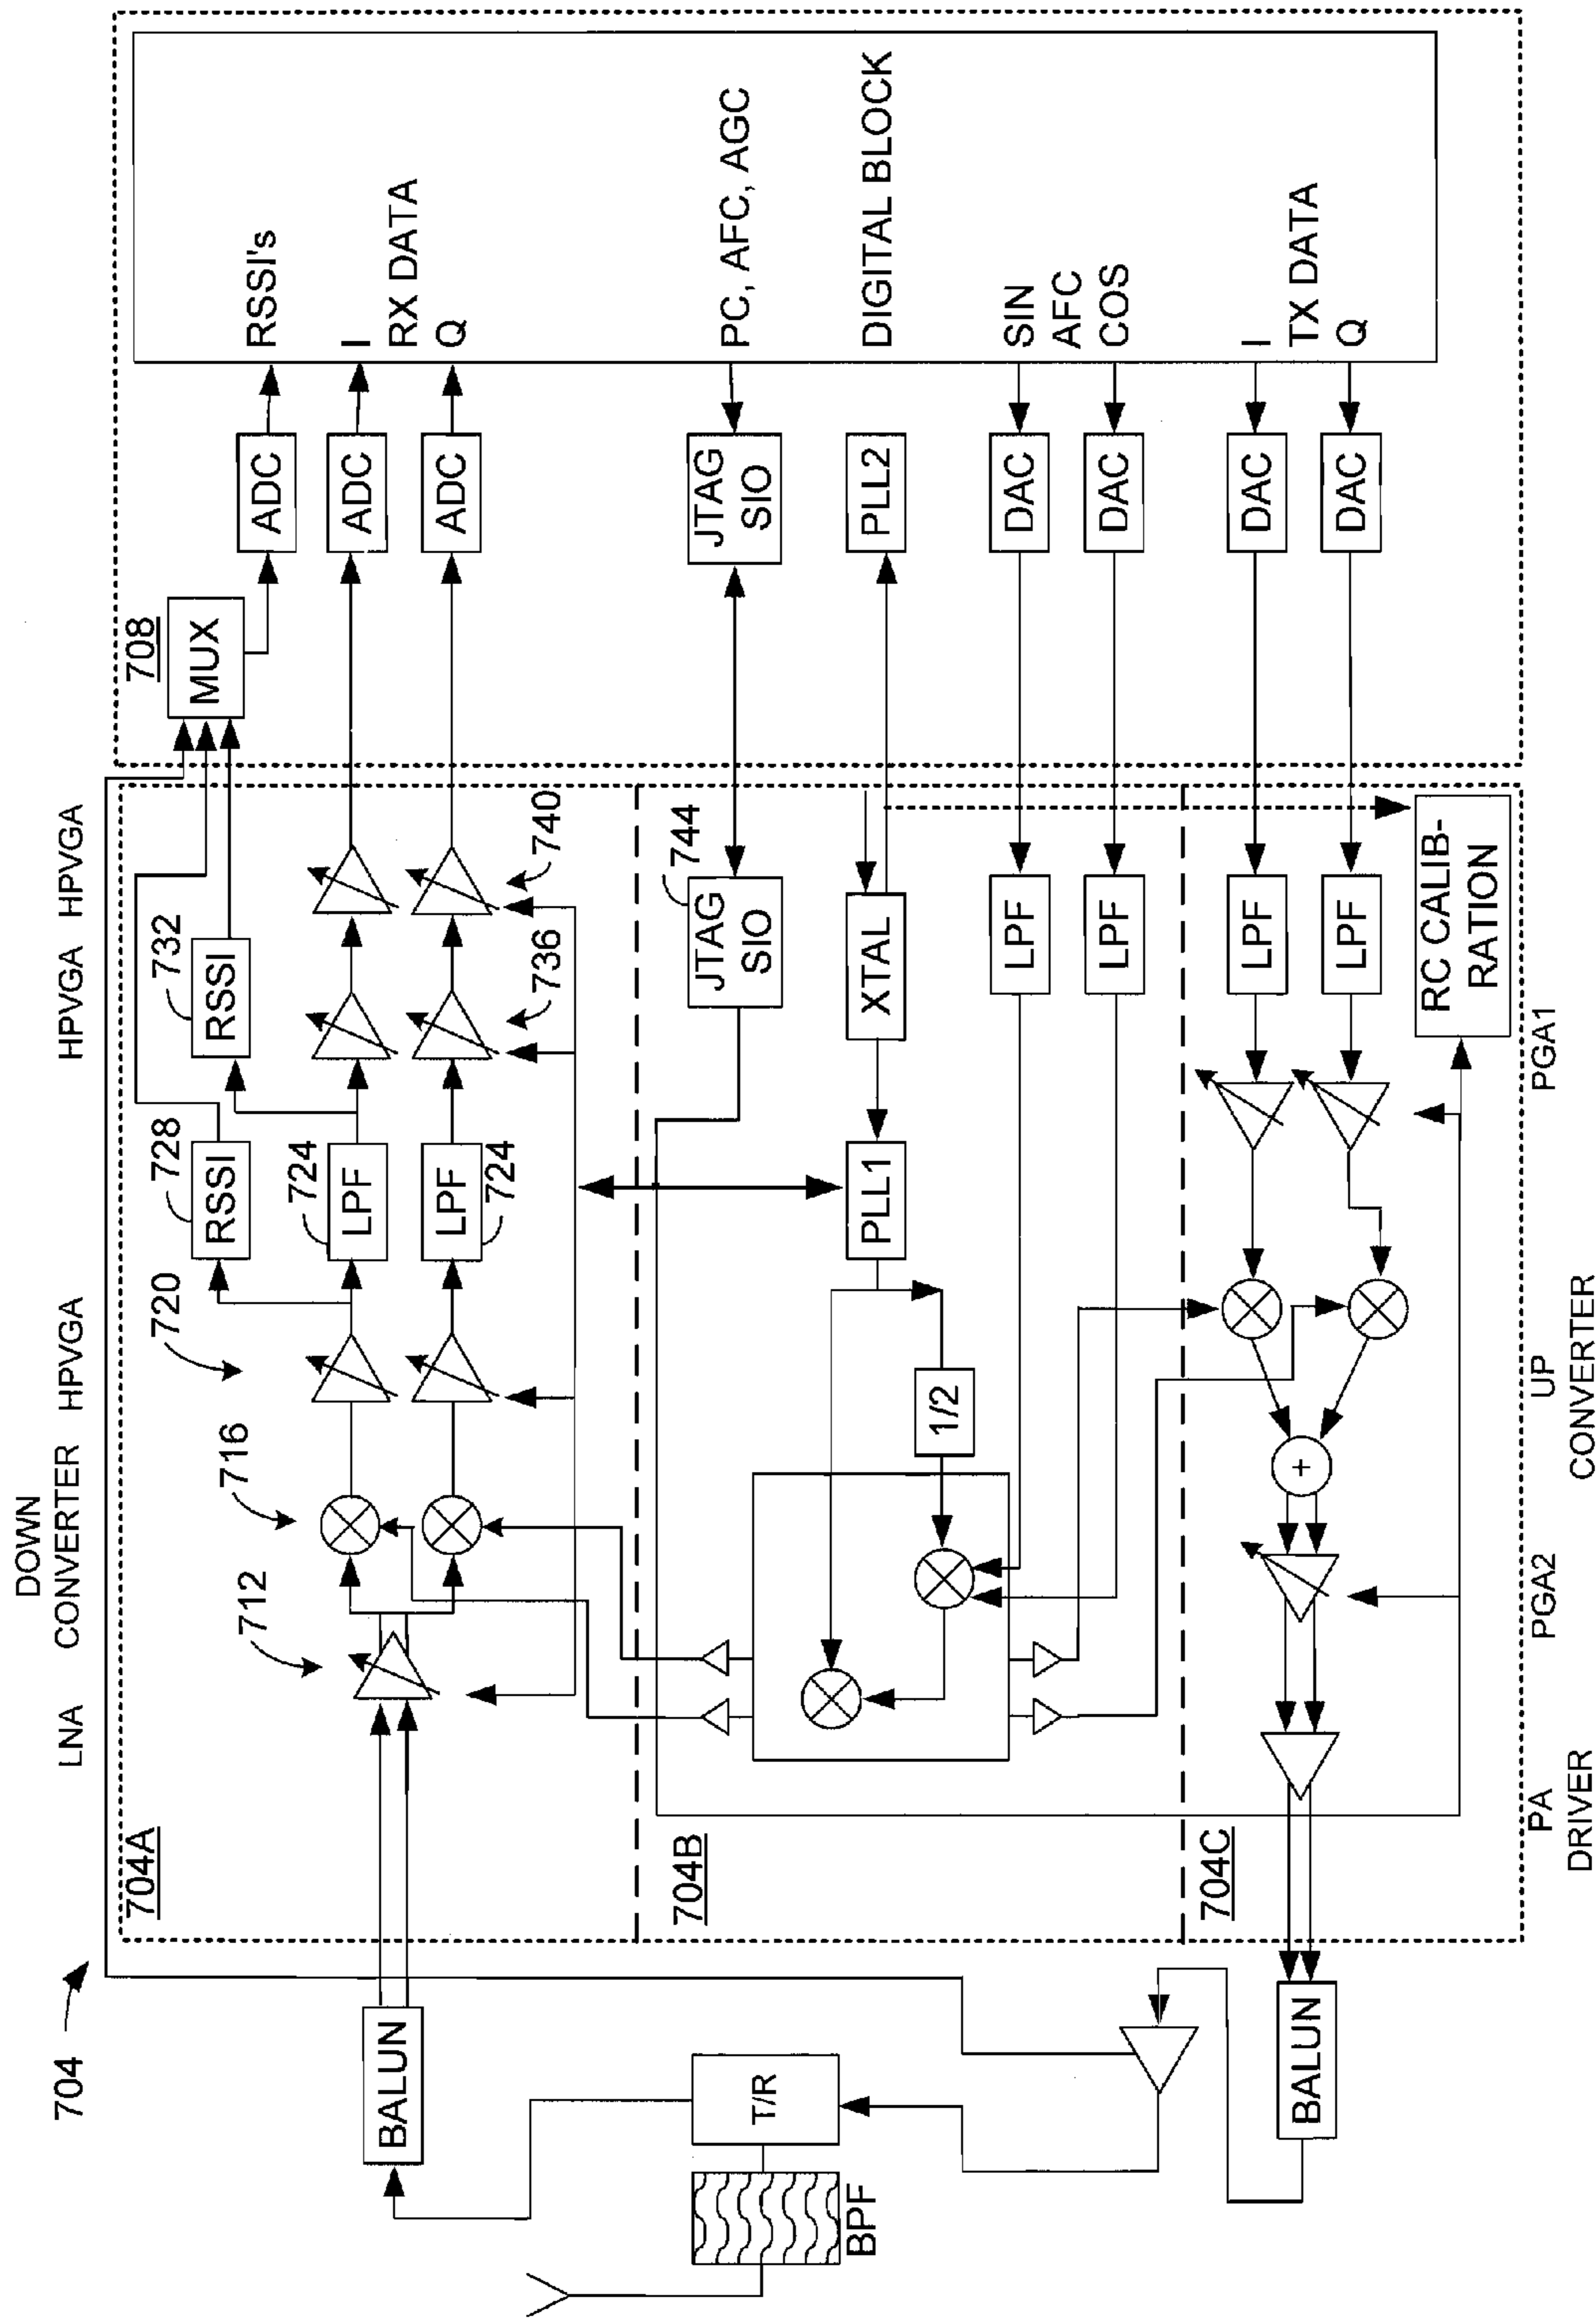 704
LNA
DOWN
CONVERTER
HPVGA
HPVGA
HPVGA
704A
712
716
720
728
RSSI
732
RSSI
724
LPF
LPF
724
736
740
708
MUX
ADC
RSSI's
ADC
I
RX DATA
ADC
Q
BALUN
T/R
BPF
704B
1/2
PLL1
XTAL
744
JTAG
SIO
LPF
LPF
JTAG
SIO
PC, AFC, AGC
PLL2
DIGITAL BLOCK
DAC
SIN
AFC
DAC
COS
BALUN
704C
+
LPF
LPF
RC CALIB-
RATION
DAC
I
TX DATA
DAC
Q
PA
DRIVER
PGA2
UP
CONVERTER
PGA1